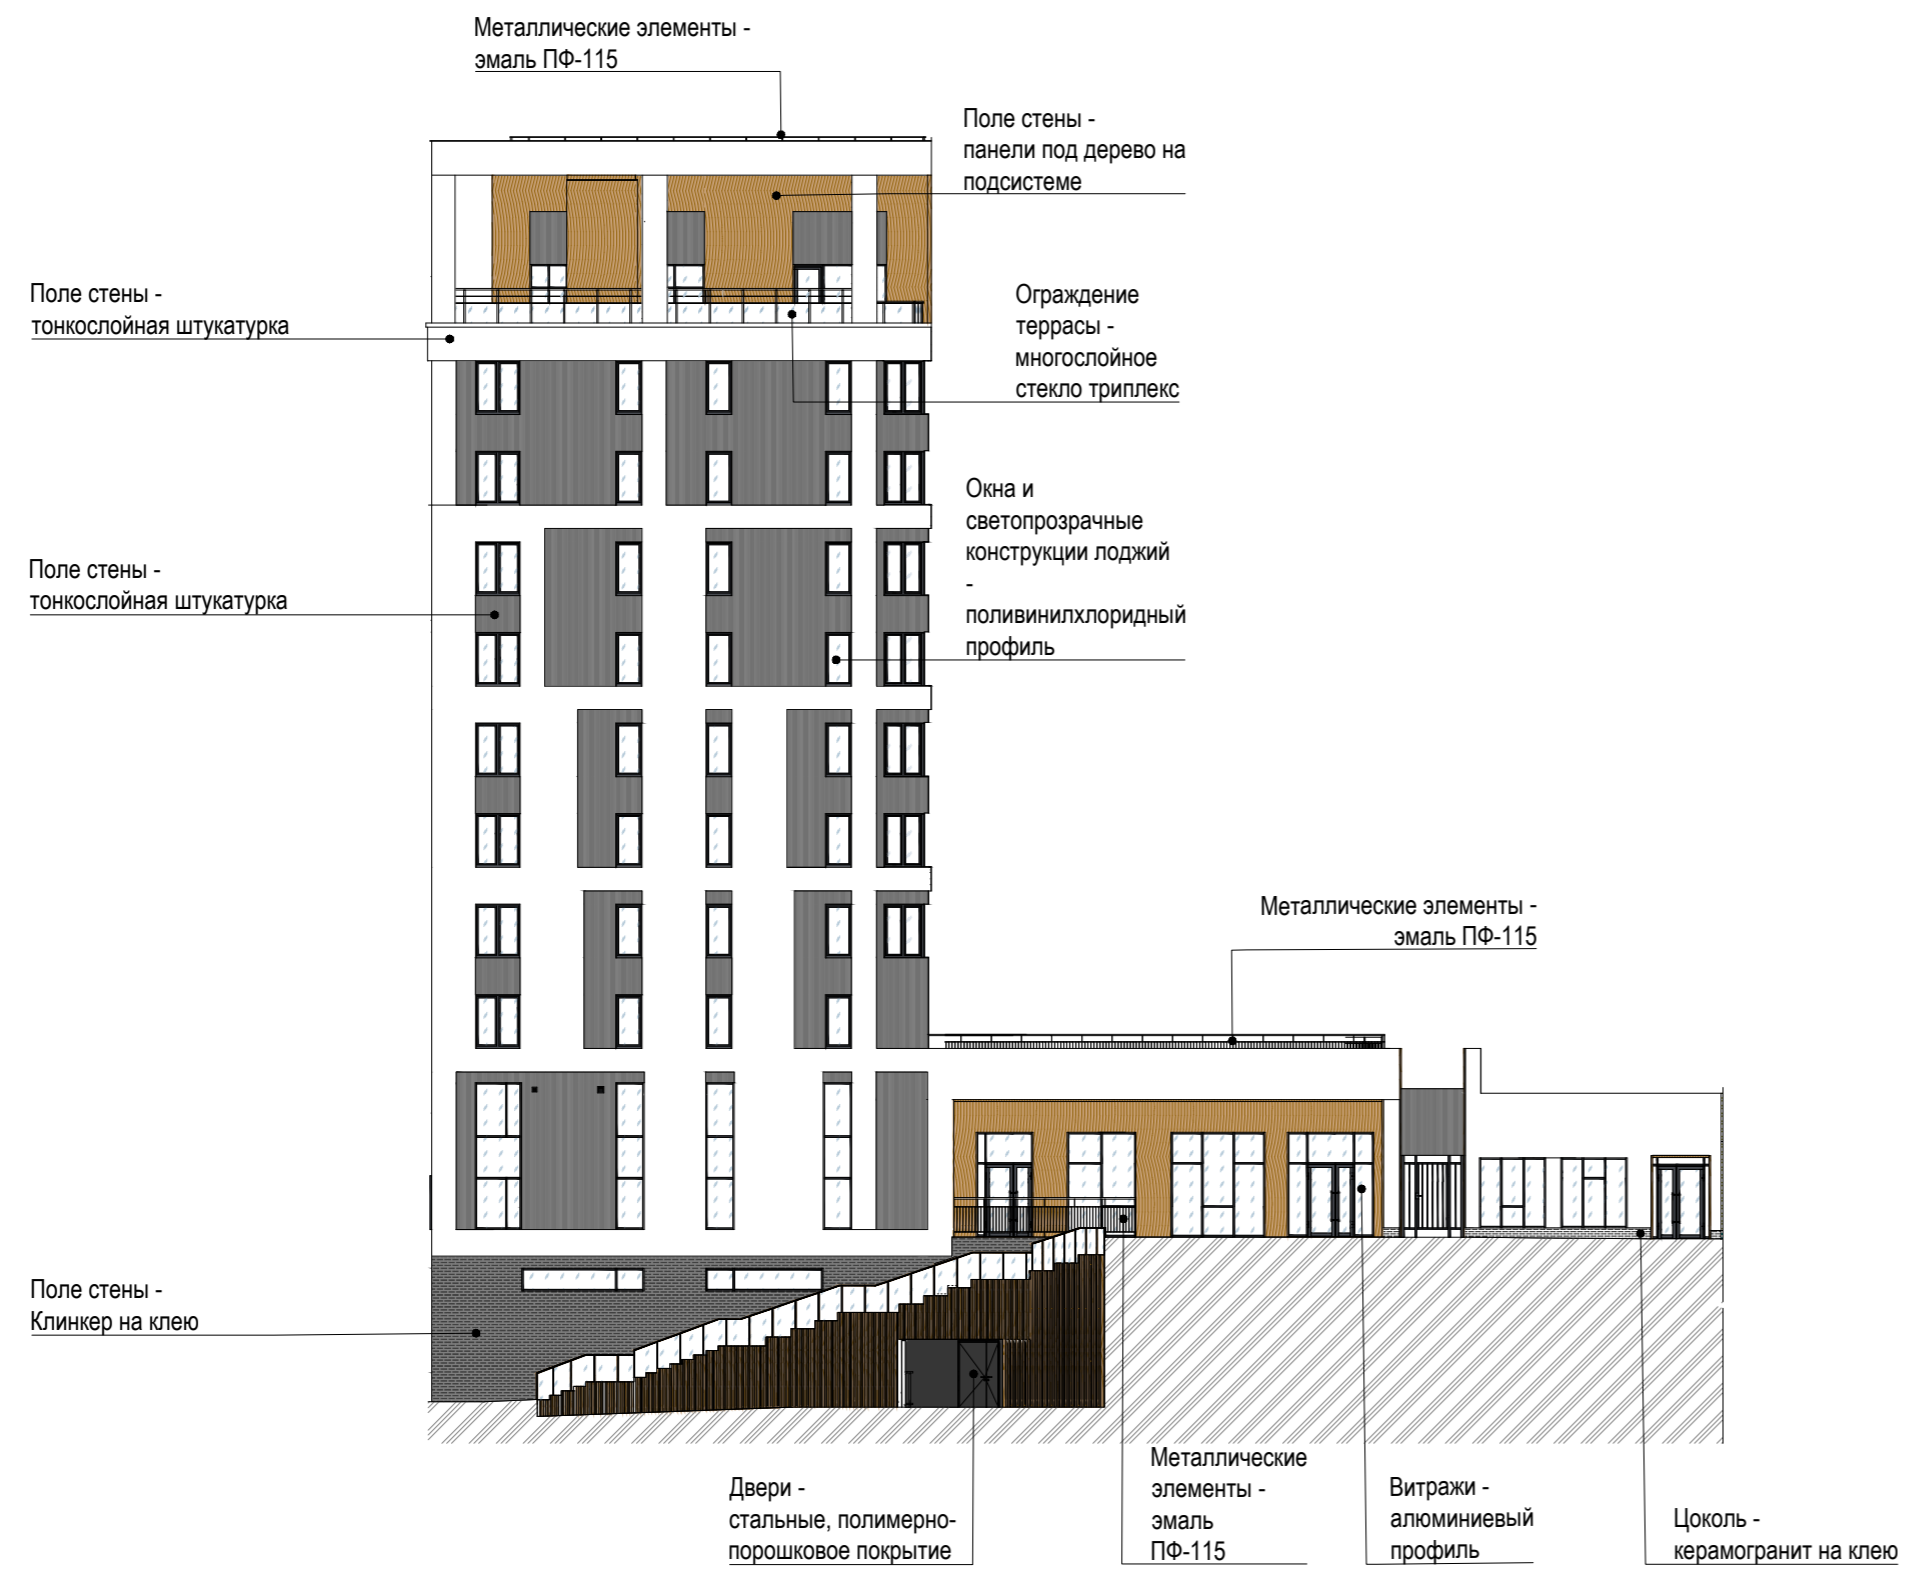 Металлические элементы -
эмаль ПФ-115
Поле стены -
панели под дерево на
подсистеме
Поле стены -
тонкослойная штукатурка
Ограждение
террасы -
многослойное
стекло триплекс
Окна и
светопрозрачные
конструкции лоджий
-
поливинилхлоридный
профиль
Поле стены -
тонкослойная штукатурка
Металлические элементы -
эмаль ПФ-115
Поле стены -
Клинкер на клею
Двери -
стальные, полимерно-
порошковое покрытие
Металлические
элементы -
эмаль
ПФ-115
Витражи -
алюминиевый
профиль
Цоколь -
керамогранит на клею